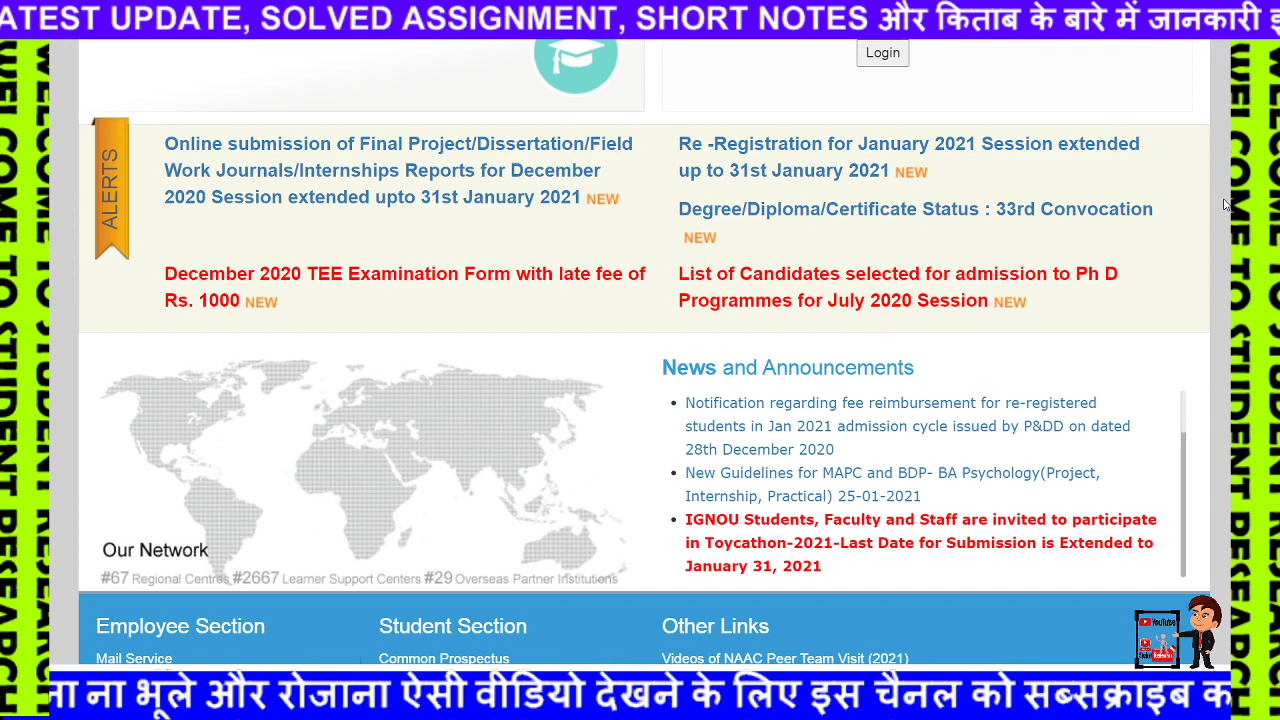 ATEST UPDATE, SOLVED ASSIGNMENT, SHORT NOTES और किताब के बारे में जानकारी
Login
ALERTS
Online submission of Final Project/Dissertation/Field
Work Journals/Internships Reports for December
2020 Session extended upto 31st January 2021 NEW
December 2020 TEE Examination Form with late fee of
Rs. 1000 NEW
Re -Registration for January 2021 Session extended
up to 31st January 2021 NEW
Degree/Diploma/Certificate Status : 33rd Convocation
NEW
List of Candidates selected for admission to Ph D
Programmes for July 2020 Session NEW
Our Network
#67 Regional Centres #2667 Learner Support Centers #29 Overseas Partner Institutions
News and Announcements
Notification regarding fee reimbursement for re-registered
students in Jan 2021 admission cycle issued by P&DD on dated
28th December 2020
New Guidelines for MAPC and BDP- BA Psychology(Project,
Internship, Practical) 25-01-2021
IGNOU Students, Faculty and Staff are invited to participate
in Toycathon-2021-Last Date for Submission is Extended to
January 31, 2021
Employee Section
Mail Service
Student Section
Common Prospectus
Other Links
Videos of NAAC Peer Team Visit (2021)
YouTube
WELCOME TO STUDENT RESEARCH
WELCOME TO STUDENT RESEARCH
ना ना भूले और रोजाना ऐसी वीडियो देखने के लिए इस चैनल को सब्सक्राइब क